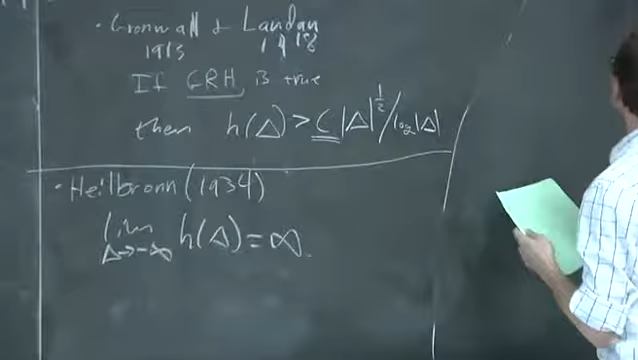 · Gronwall & Landau
1913 1918
If GRH is true
then h(Δ) > C |Δ|^{1/2} / log|Δ|
· Heilbronn (1934)
lim h(Δ) = ∞.
Δ→-∞